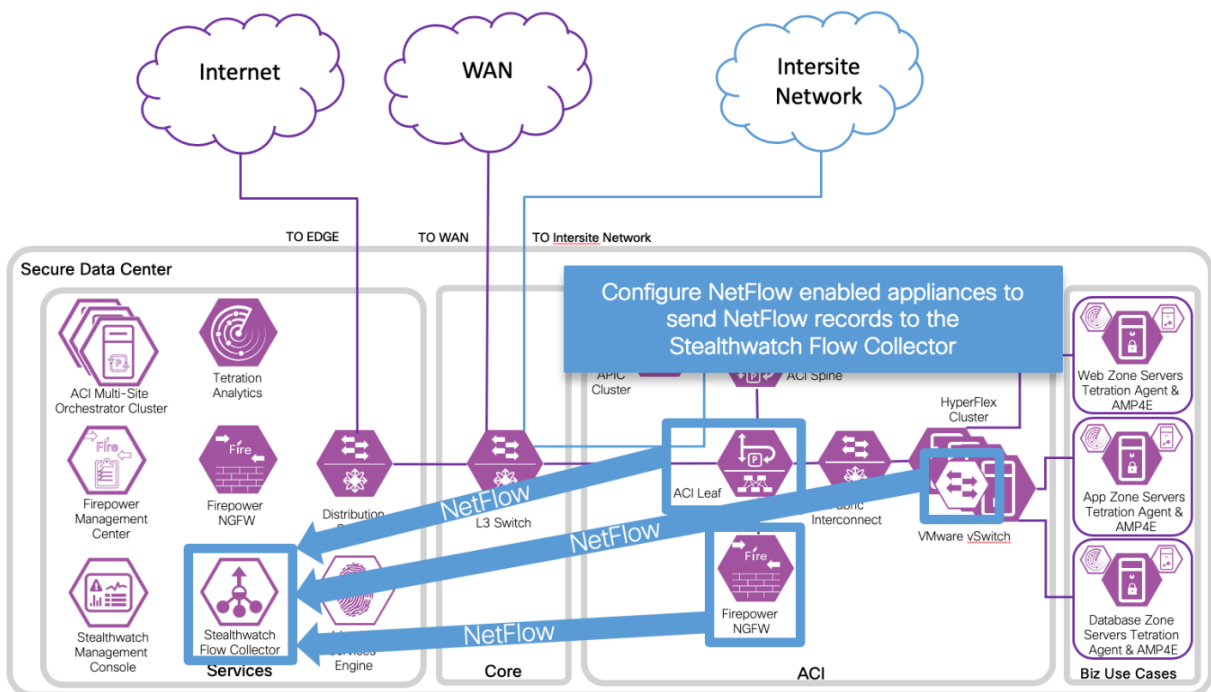 Internet
WAN
Intersite
Network
TO EDGE
TO WAN
TO Intersite Network
Secure Data Center
Configure NetFlow enabled appliances to
send NetFlow records to the
Stealthwatch Flow Collector
ACI Multi-Site
Orchestrator Cluster
Tetration
Analytics
APIC
Cluster
ACI Spine
HyperFlex
Cluster
Web Zone Servers
Tetration Agent &
& AMP4E
Fire
Firepower
Management
Center
Fire
Firepower
NGFW
Distribution
L3 Switch
ACI Leaf
Interconnect
VMware vSwitch
App Zone Servers
Tetration Agent &
& AMP4E
NetFlow
NetFlow
NetFlow
Stealthwatch
Management
Console
Stealthwatch
Flow Collector
Services
Engine
Fire
Firepower
NGFW
Database Zone
Servers Tetration
Agent & AMP4E
Services
Core
ACI
Biz Use Cases